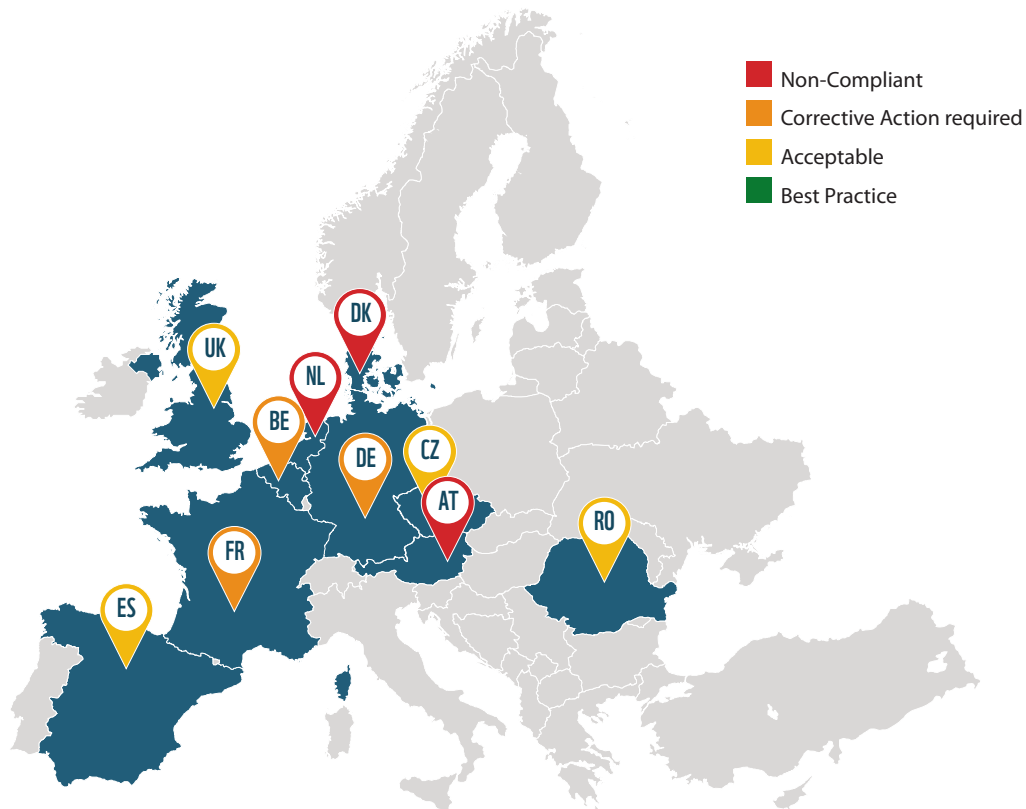 Non-Compliant
Corrective Action required
Acceptable
Best Practice
DK
UK
NL
BE
DE
CZ
AT
RO
FR
ES